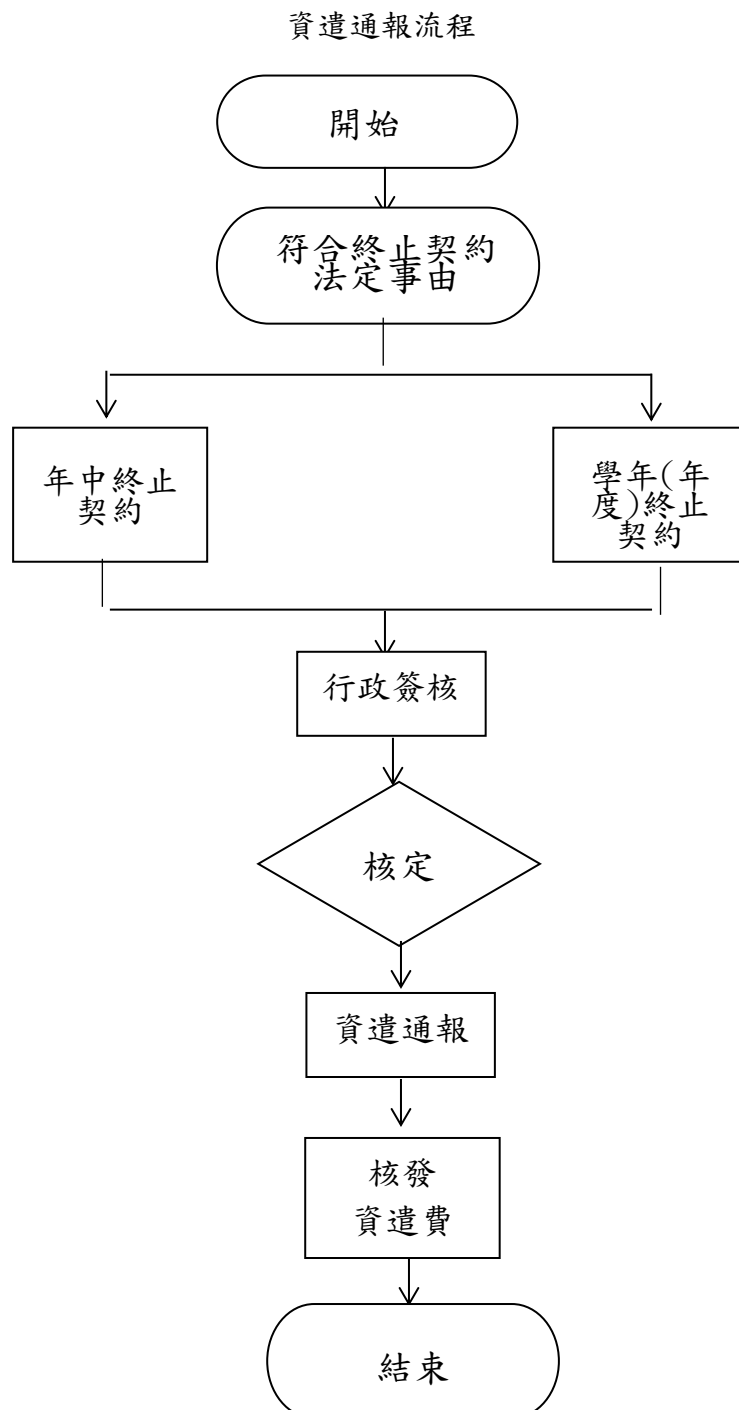 資遣通報流程
開始
符合終止契約
法定事由
年中終止
契約
學年(年
度)終止
契約
行政簽核
核定
資遣通報
核發
資遣費
結束